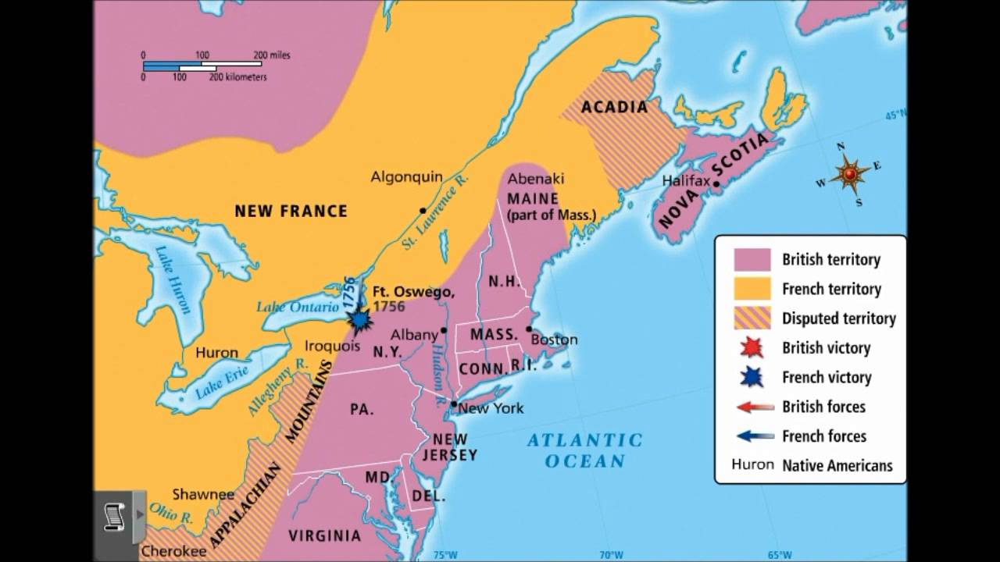 0 100 200 miles
0 100 200 kilometers
ACADIA
45°N
N
E
W
S
NOVA SCOTIA
Halifax
Algonquin
Abenaki
MAINE
(part of Mass.)
NEW FRANCE
St. Lawrence R.
Lake Huron
N.H.
1756
Ft. Oswego,
1756
Lake Ontario
Albany
MASS.
Boston
Iroquois
N.Y.
Huron
CONN.
R.I.
Hudson R.
Lake Erie
Allegheny R.
New York
PA.
APPALACHIAN MOUNTAINS
NEW
JERSEY
ATLANTIC
OCEAN
MD.
DEL.
Shawnee
Ohio R.
VIRGINIA
Cherokee
75°W
70°W
65°W
British territory
French territory
Disputed territory
British victory
French victory
British forces
French forces
Huron Native Americans